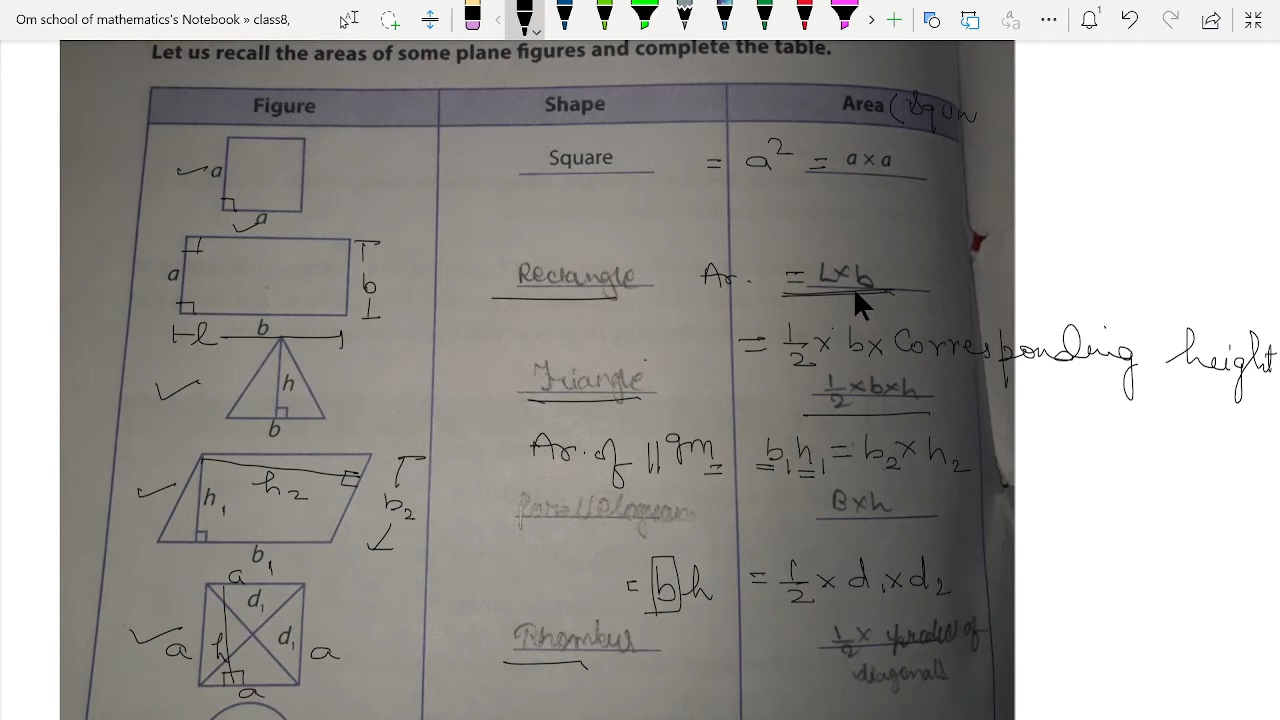 Om school of mathematics's Notebook » class8,
Let us recall the areas of some plane figures and complete the table.
Figure Shape Area (Squ
a Square = a² = a x a
a
a Rectangle Ar. = L×b
b
l b
= 1/2 × b× Corresponding height
h Triangle 1/2×b×h
b
Ar. of ||gm b₁h₁ = b₂×h₂
h₁ h₂ b₂ Parallelogram B×h
b₁
a = bh = 1/2 × d₁×d₂
d₁
a h d₁ a Rhombus 1/2 × product of
diagonals
a